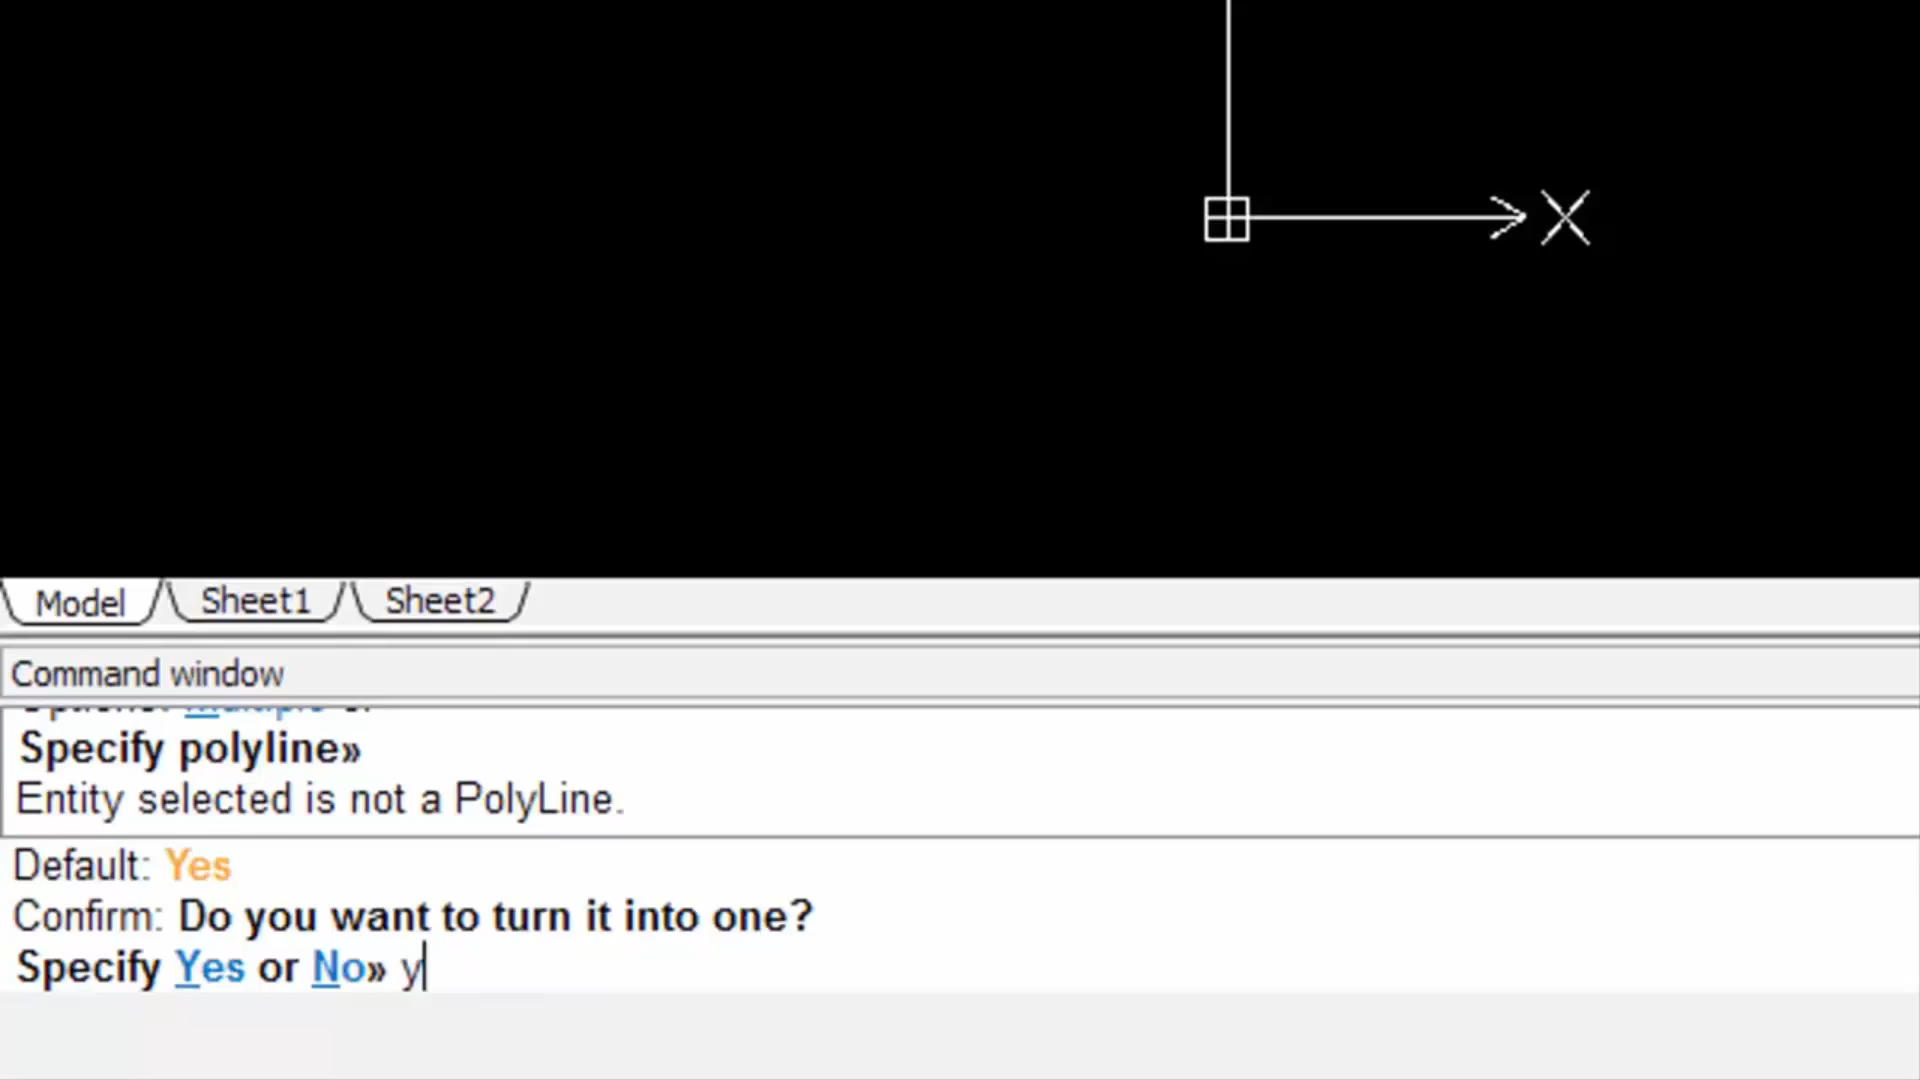 X
Model Sheet1 Sheet2
Command window
Specify polyline»
Entity selected is not a PolyLine.
Default: Yes
Confirm: Do you want to turn it into one?
Specify Yes or No» y